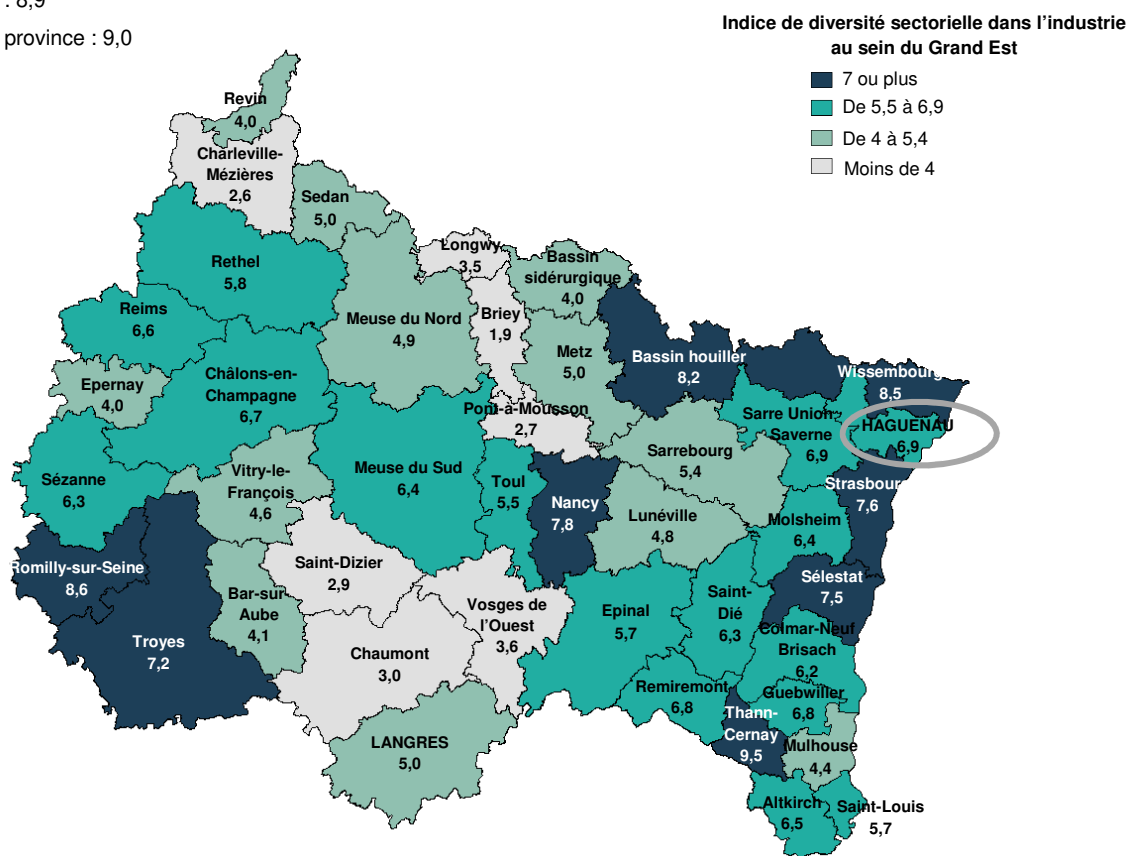 : 8,9
province : 9,0
Indice de diversité sectorielle dans l'industrie
au sein du Grand Est
7 ou plus
De 5,5 à 6,9
De 4 à 5,4
Moins de 4
Revin
4,0
Charleville-
Mézières
2,6
Sedan
5,0
Rethel
5,8
Longwy
3,5
Bassin
sidérurgique
4,0
Reims
6,6
Meuse du Nord
4,9
Briey
1,9
Metz
5,0
Bassin houiller
8,2
Wissembourg
8,5
Epernay
4,0
Châlons-en-
Champagne
6,7
Pont-à-Mousson
2,7
Sarre Union-
Saverne
6,9
HAGUENAU
6,9
Sézanne
6,3
Vitry-le-
François
4,6
Meuse du Sud
6,4
Toul
5,5
Nancy
7,8
Sarrebourg
5,4
Strasbour
7,6
Lunéville
4,8
Molsheim
6,4
Romilly-sur-Seine
8,6
Saint-Dizier
2,9
Sélestat
7,5
Bar-sur
Aube
4,1
Vosges de
l'Ouest
3,6
Epinal
5,7
Saint-
Dié
6,3
Troyes
7,2
Chaumont
3,0
Colmar-Neuf
Brisach
6,2
Remiremont
6,8
Guebwiller
6,8
Thann-
Cernay
9,5
LANGRES
5,0
Mulhouse
4,4
Altkirch
6,5
Saint-Louis
5,7